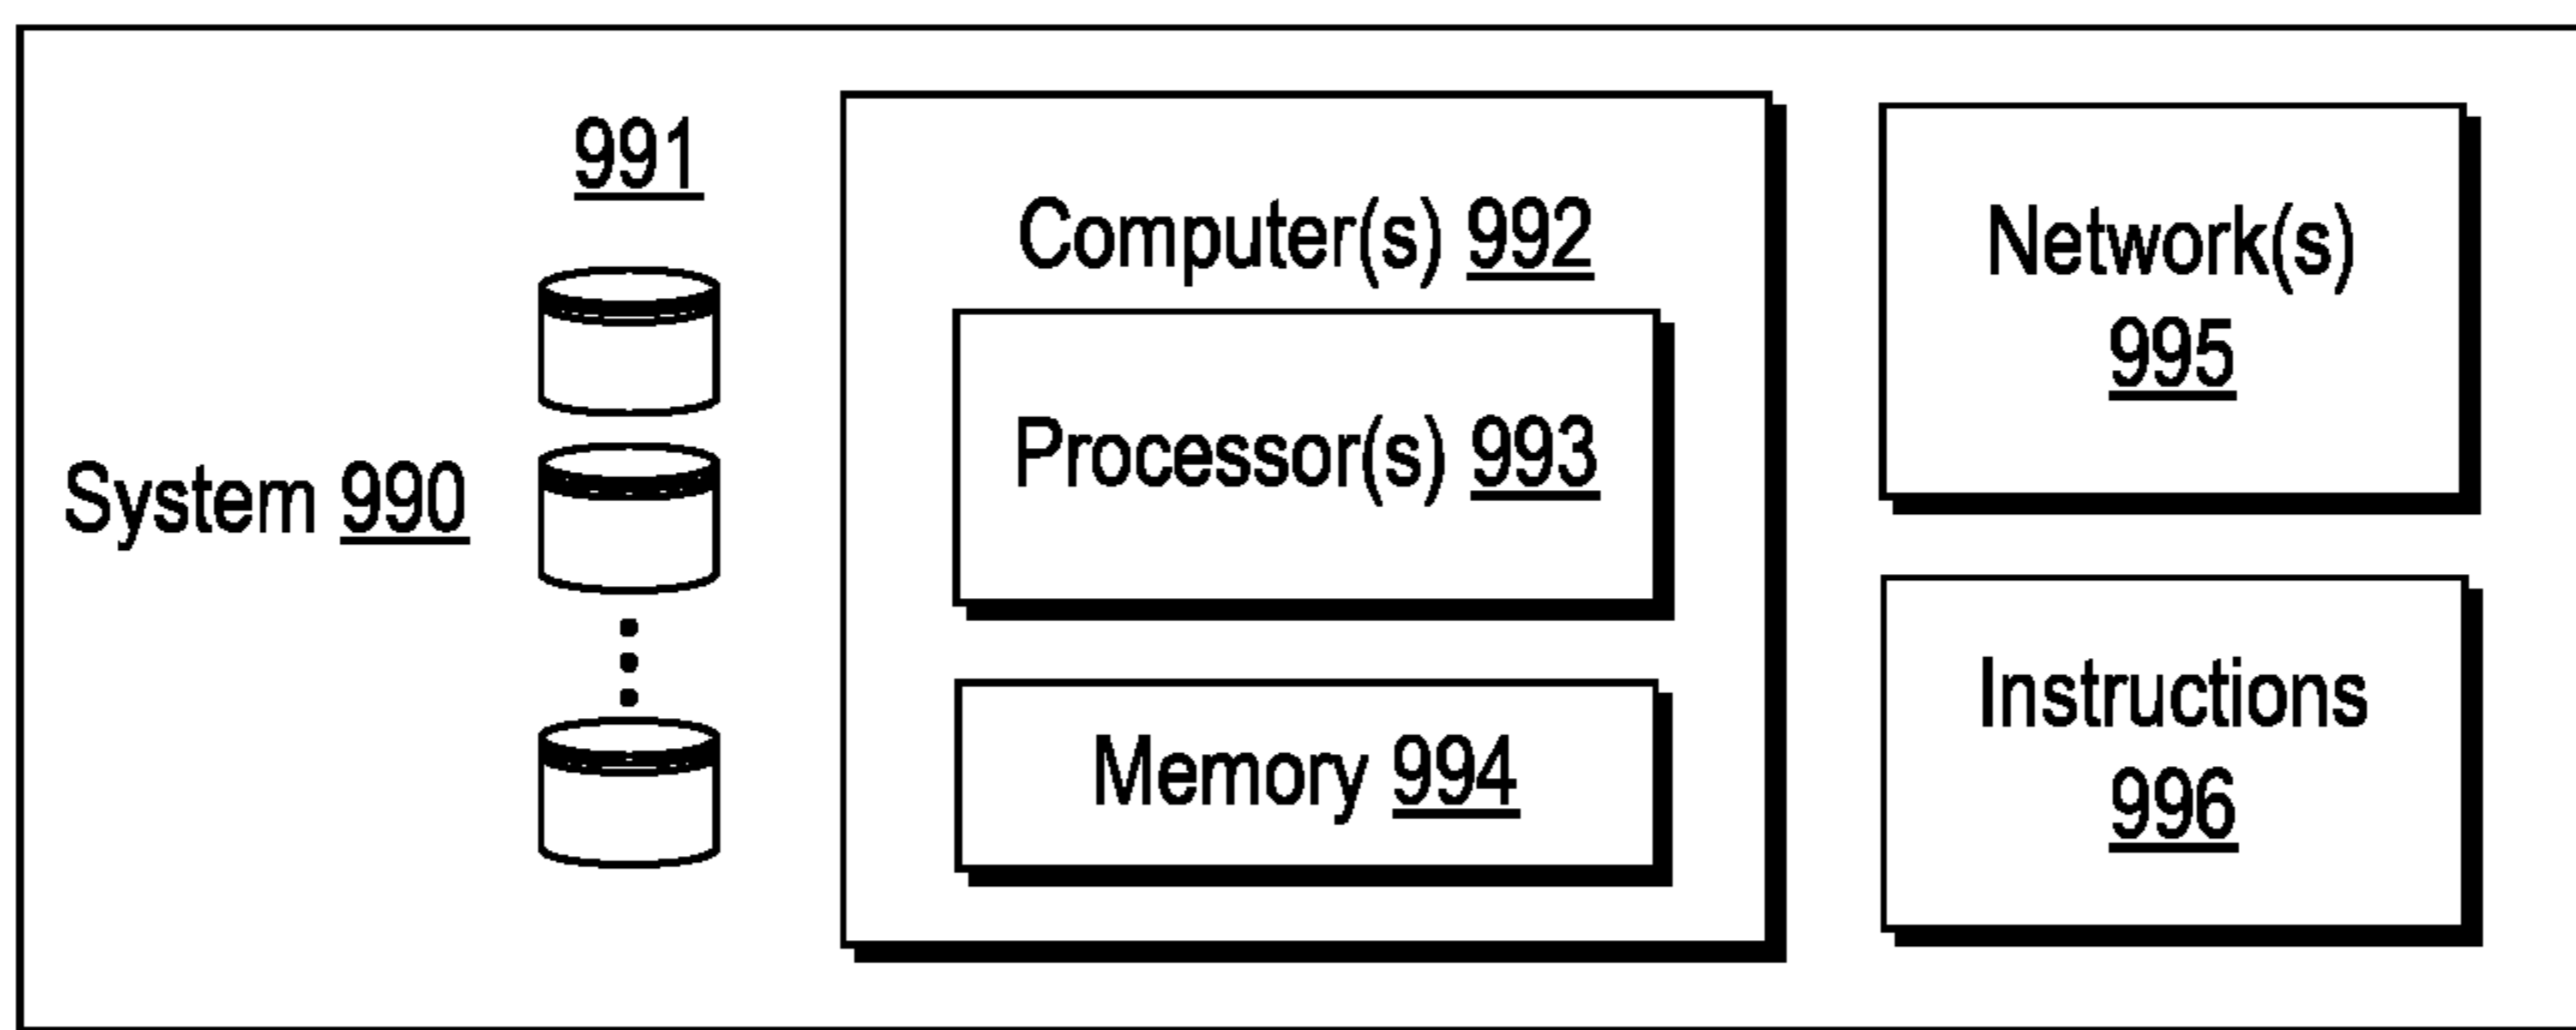 System 990
991
Computer(s) 992
Processor(s) 993
Memory 994
Network(s)
995
Instructions
996